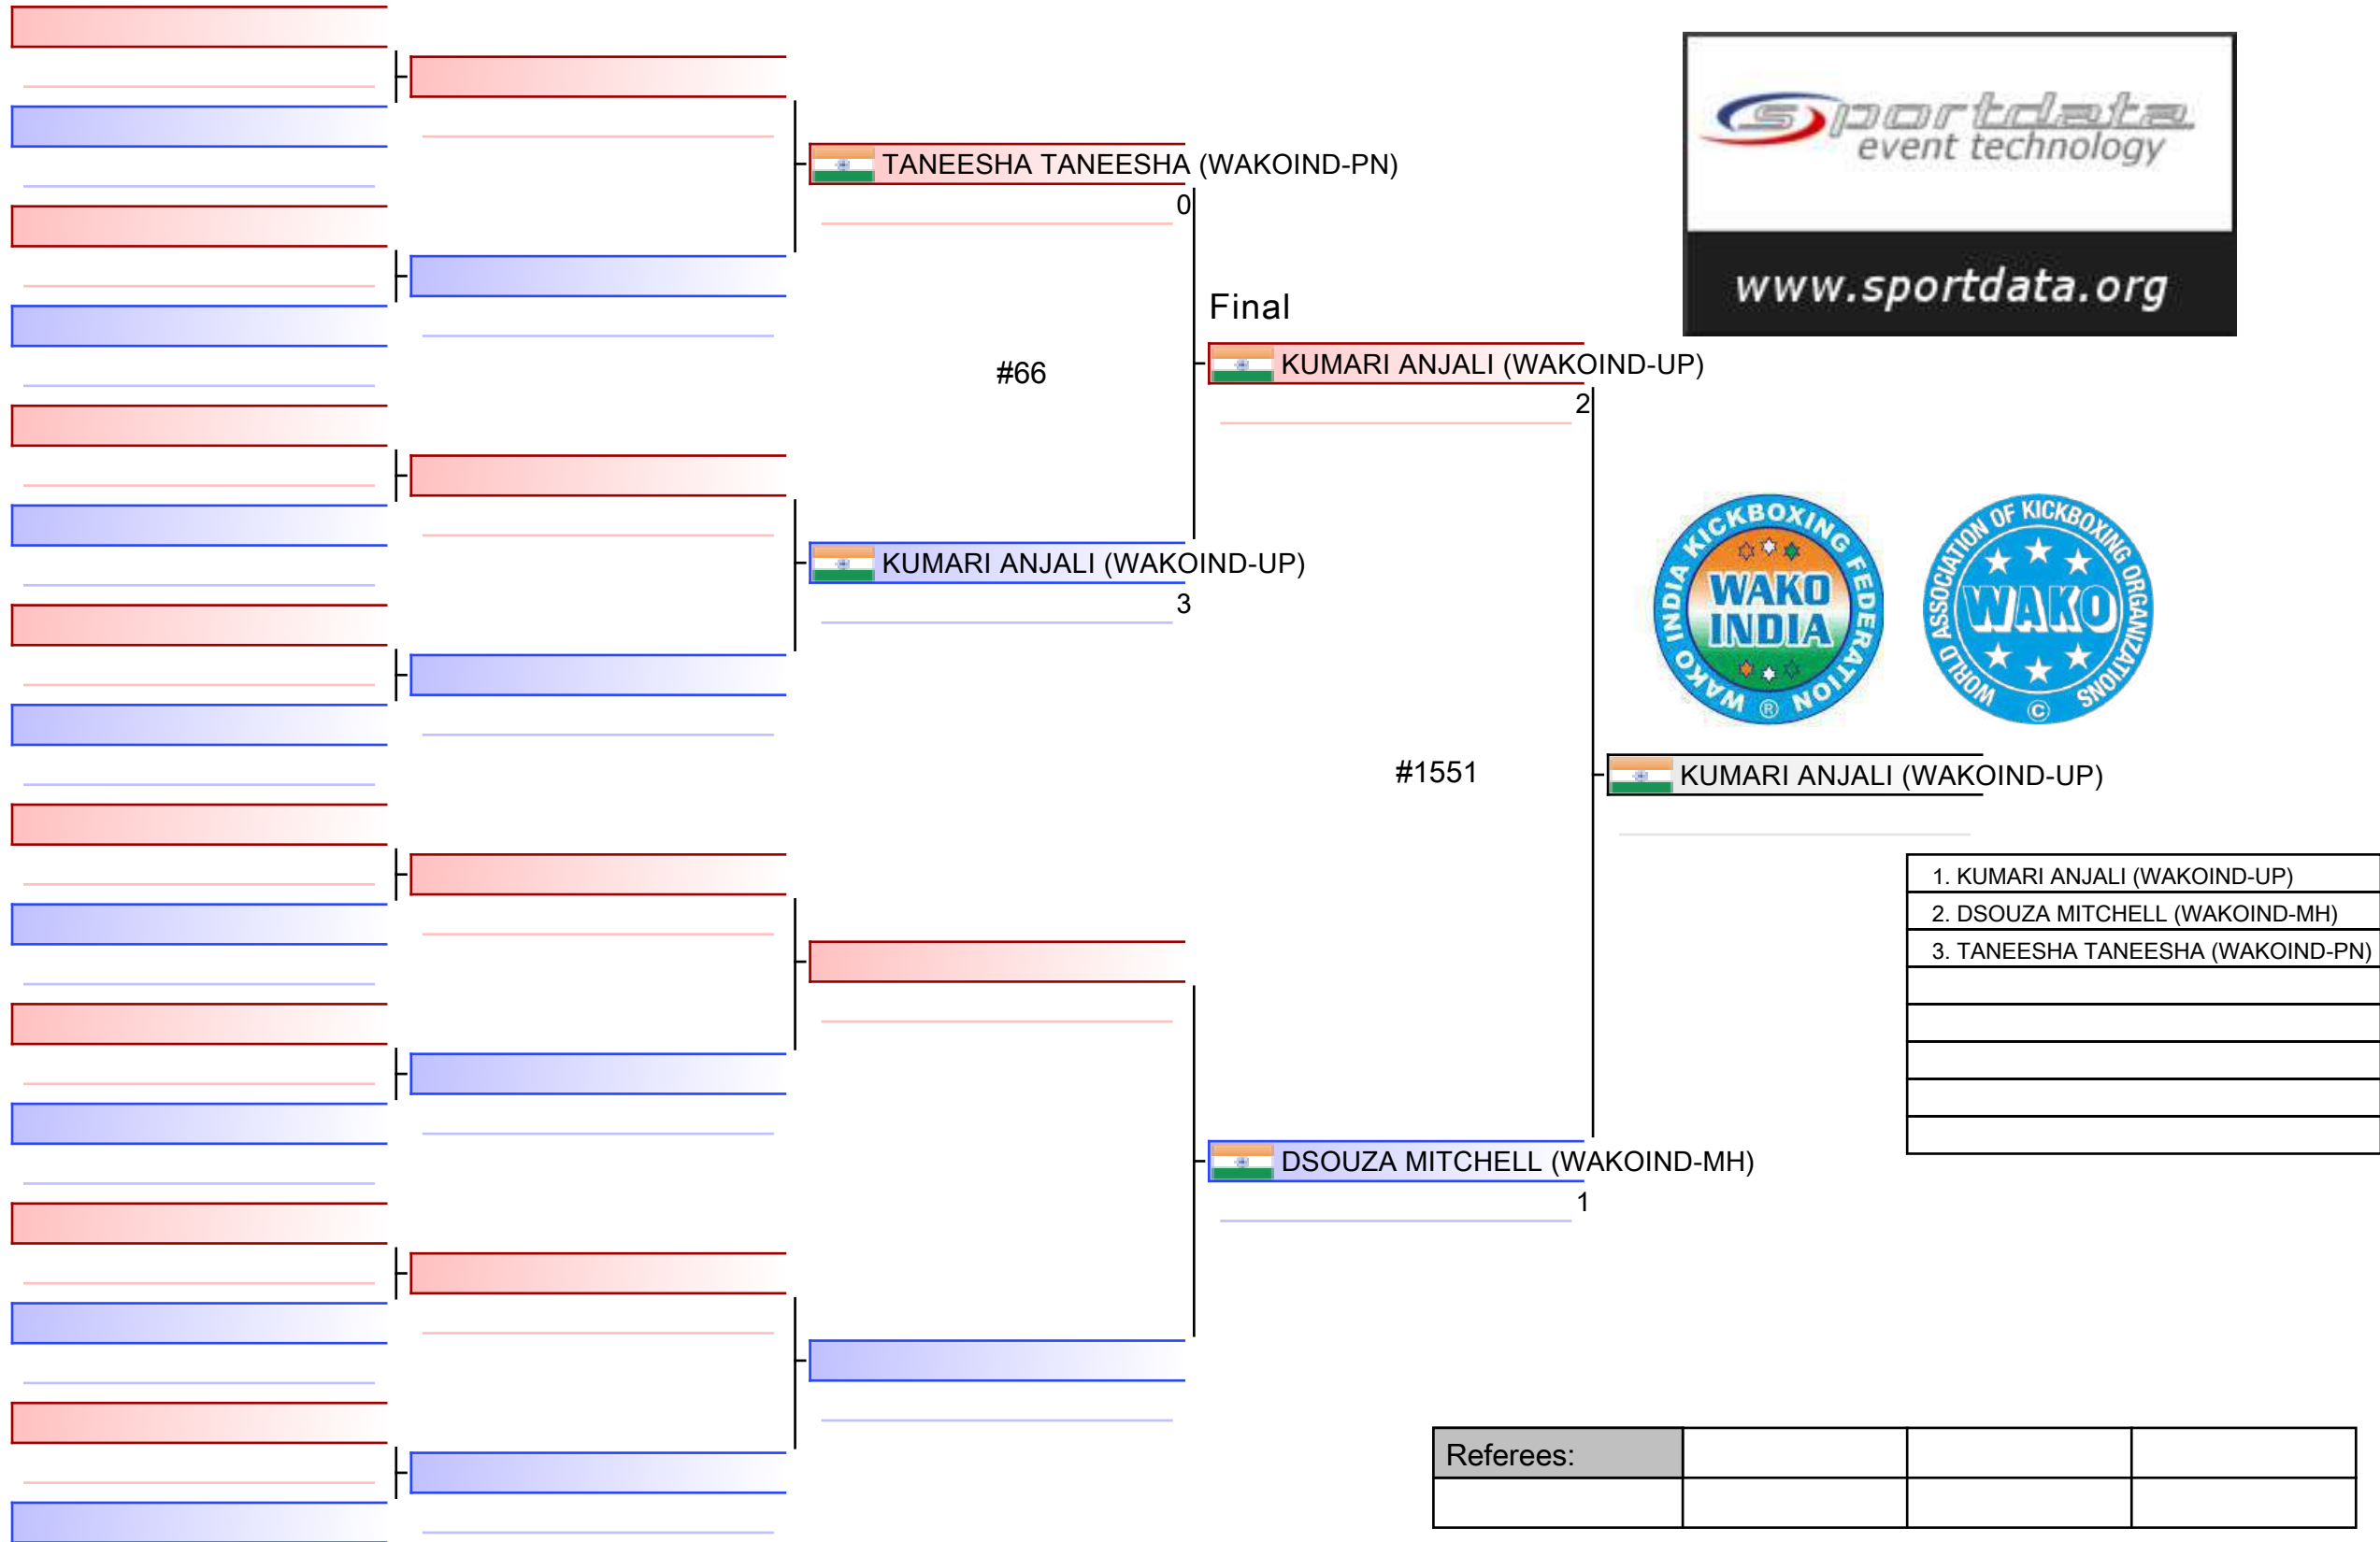 sportdata
event technology
www.sportdata.org
TANEESHA TANEESHA (WAKOIND-PN)
0
Final
#66
KUMARI ANJALI (WAKOIND-UP)
2
KUMARI ANJALI (WAKOIND-UP)
3
WAKO INDIA KICKBOXING FEDERATION
WAKO
INDIA
®
WORLD ASSOCIATION OF KICKBOXING ORGANIZATIONS
WAKO
©
#1551
KUMARI ANJALI (WAKOIND-UP)
1. KUMARI ANJALI (WAKOIND-UP)
2. DSOUZA MITCHELL (WAKOIND-MH)
3. TANEESHA TANEESHA (WAKOIND-PN)
DSOUZA MITCHELL (WAKOIND-MH)
1
Referees: